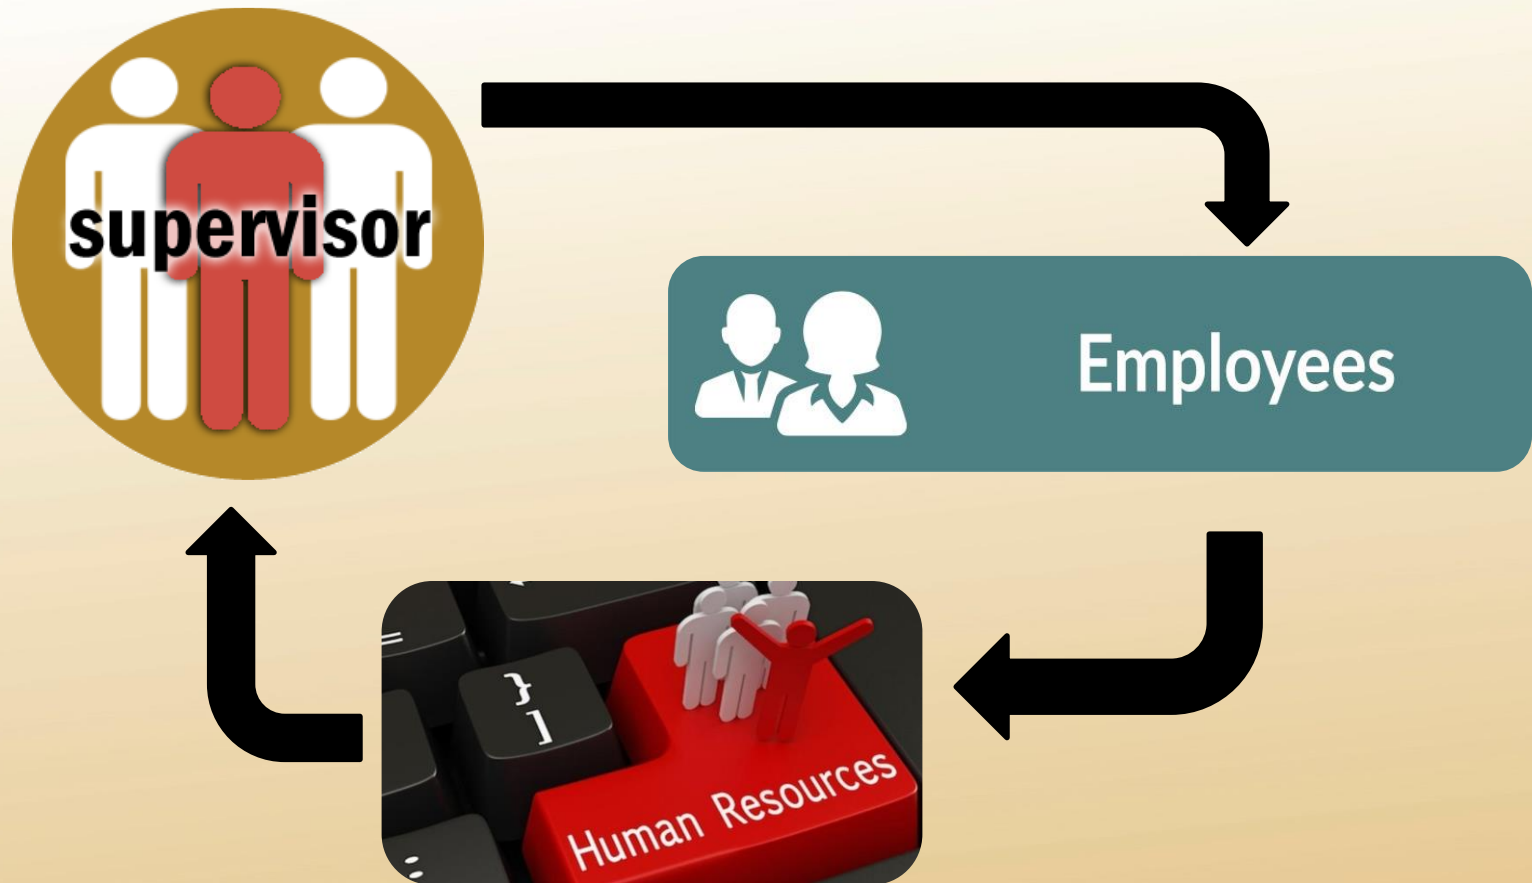 supervisor
Employees
=
}
]
Human Resources
: